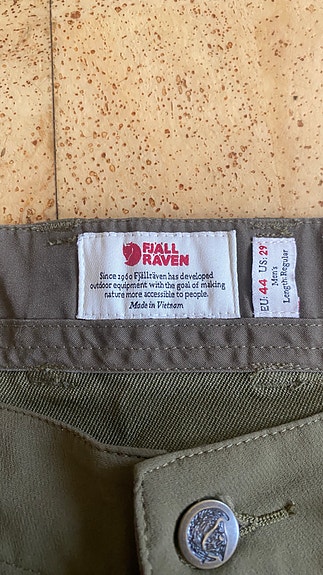 FJÄLL
RÄVEN
Since 1960 Fjällräven has developed
outdoor equipment with the goal of making
nature more accessible to people.
Made in Vietnam
EU: 44 US: 29"
Men's
Length: Regular